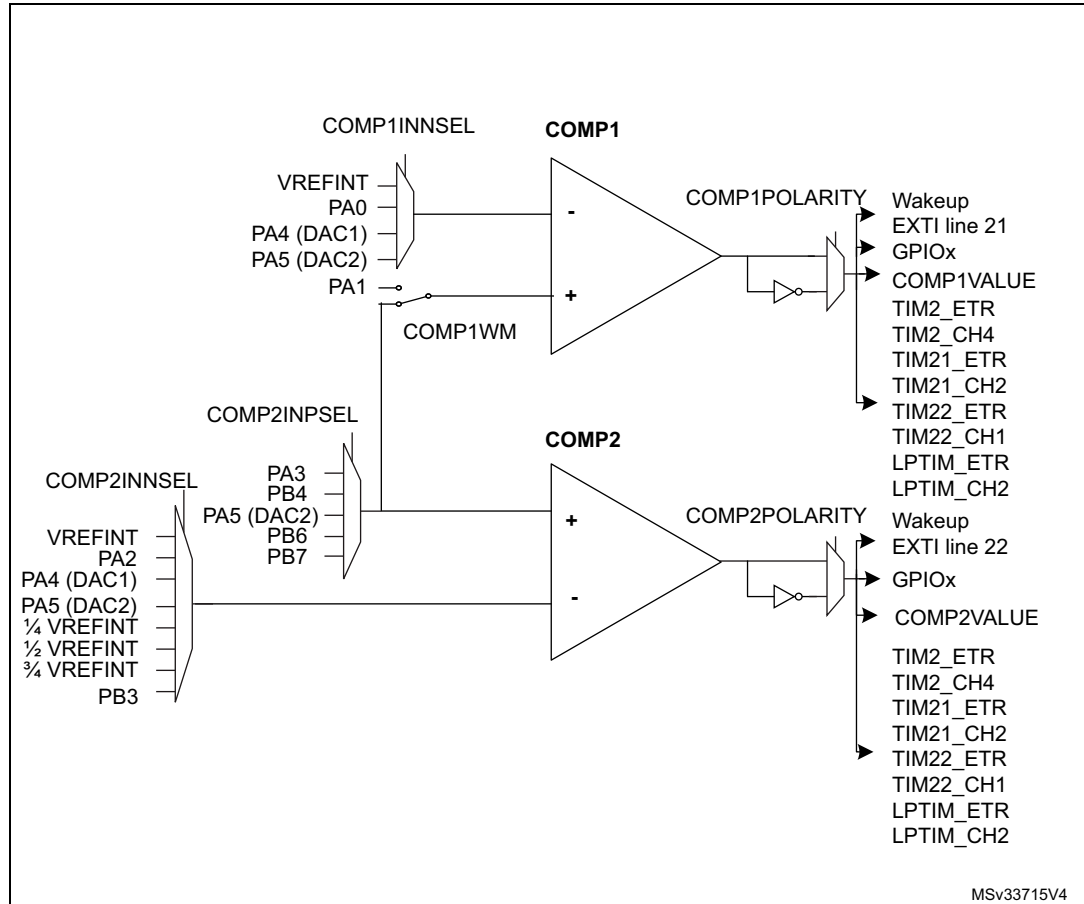 COMP1INNSEL
COMP1
VREFINT
PA0
PA4 (DAC1)
PA5 (DAC2)
PA1
-
+
COMP1WM
COMP1POLARITY
Wakeup
EXTI line 21
GPIOx
COMP1VALUE
TIM2_ETR
TIM2_CH4
TIM21_ETR
TIM21_CH2
TIM22_ETR
TIM22_CH1
LPTIM_ETR
LPTIM_CH2
COMP2INPSEL
COMP2
PA3
PB4
PA5 (DAC2)
PB6
PB7
COMP2INNSEL
VREFINT
PA2
PA4 (DAC1)
PA5 (DAC2)
¼ VREFINT
½ VREFINT
¾ VREFINT
PB3
+
-
COMP2POLARITY
Wakeup
EXTI line 22
GPIOx
COMP2VALUE
TIM2_ETR
TIM2_CH4
TIM21_ETR
TIM21_CH2
TIM22_ETR
TIM22_CH1
LPTIM_ETR
LPTIM_CH2
MSv33715V4